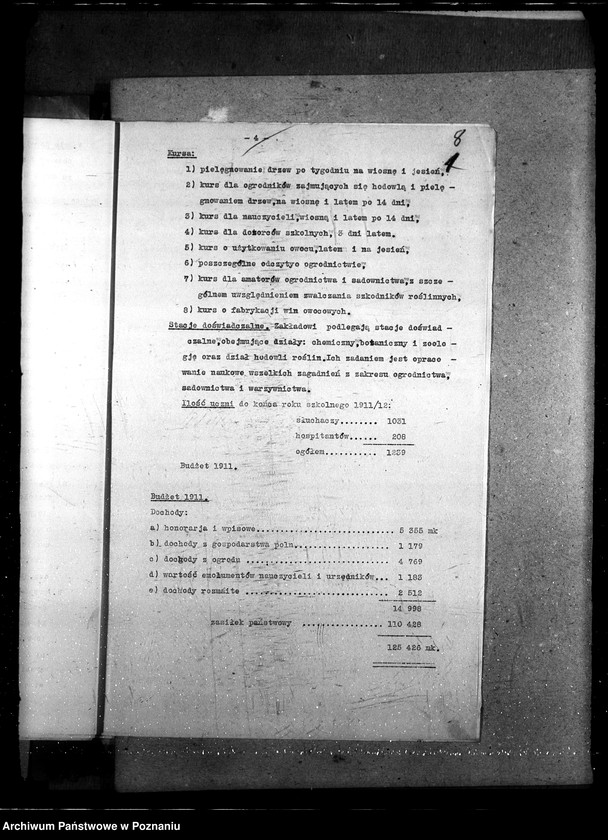 - 4 -
8
Kursa:
1) pielęgnowanie drzew po tygodniu na wiosnę i jesień,
2) kurs dla ogrodników zajmujących się hodowlą i pielę -
gnowaniem drzew,na wiosnę i latem po 14 dni,
3) kurs dla nauczycieli,wiosną i latem po 14 dni,
4) kurs dla dozorców szkolnych, 3 dni latem.
5) kurs o użytkowaniu owocu,latem i na jesień,
6) poszczególne odczytyo ogrodnictwie,
7) kurs dla amatorów ogrodnictwa i sadownictwa,z szcze -
gólnem uwzględnieniem zwalczania szkodników roślinnych,
8) kurs o fabrykacji win owocowych.
Stacje doświadczalne. Zakładowi podlegają stacje doświad -
czalne,obejmujące działy: chemiczny,botaniczny i zoolo -
gję oraz dział hodowli roślin.Ich zadaniem jest opraco -
wanie naukowe wszelkich zagadnień z zakresu ogrodnictwa,
sadownictwa i warzywnictwa.
Ilość uczni do końca roku szkolnego 1911/12:
słuchaczy........ 1031
hospitantów...... 208
ogółem........... 1239
Budżet 1911.
Budżet 1911.
Dochody:
a) honorarja i wpisowe............................ 5 355 mk
b) dochody z gospodarstwa poln.................... 1 179
c) dochody z ogrodu .............................. 4 769
d) wartość emolumentów nauczycieli i urzędników... 1 183
e) dochody rozmaite .............................. 2 512
14 998
zasiłek państwowy ................ 110 428
125 426 mk.
Archiwum Państwowe w Poznaniu